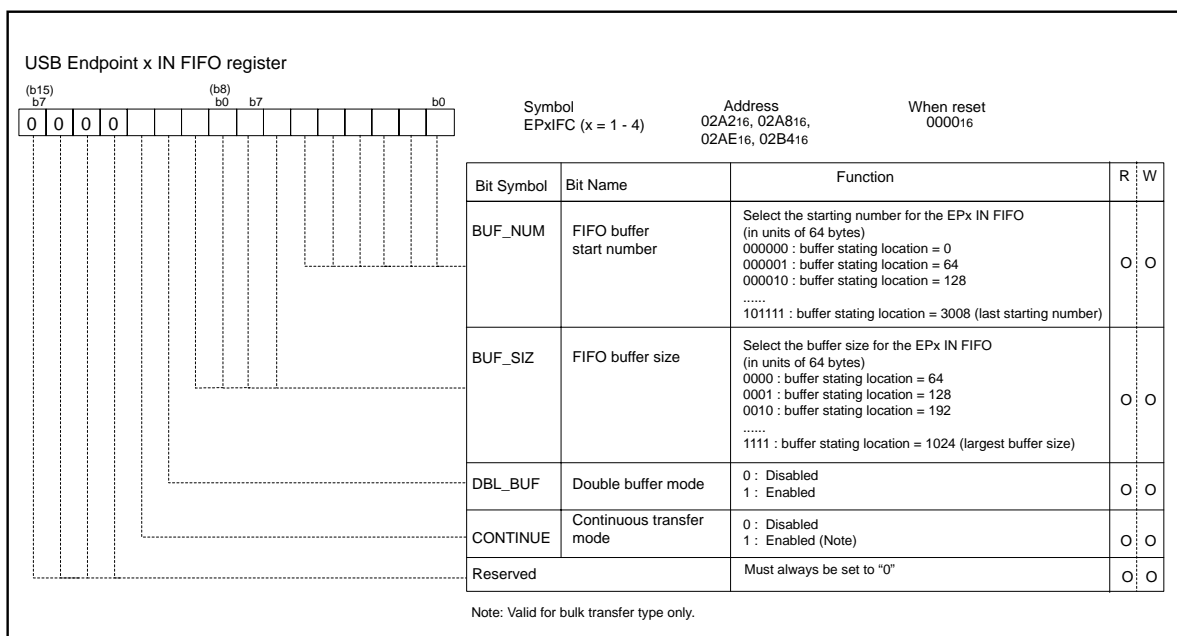 USB Endpoint x IN FIFO register
(b15) (b8)
b7 b0 b7 b0
0 0 0 0
Symbol Address When reset
EPxIFC (x = 1 - 4) 02A216, 02A816, 000016
02AE16, 02B416
Bit Symbol Bit Name Function R W
BUF_NUM FIFO buffer start number
Select the starting number for the EPx IN FIFO
(in units of 64 bytes)
000000 : buffer stating location = 0
000001 : buffer stating location = 64
000010 : buffer stating location = 128
......
101111 : buffer stating location = 3008 (last starting number)
O O
BUF_SIZ FIFO buffer size
Select the buffer size for the EPx IN FIFO
(in units of 64 bytes)
0000 : buffer stating location = 64
0001 : buffer stating location = 128
0010 : buffer stating location = 192
......
1111 : buffer stating location = 1024 (largest buffer size)
O O
DBL_BUF Double buffer mode
0 : Disabled
1 : Enabled
O O
CONTINUE Continuous transfer mode
0 : Disabled
1 : Enabled (Note)
O O
Reserved Must always be set to “0” O O
Note: Valid for bulk transfer type only.